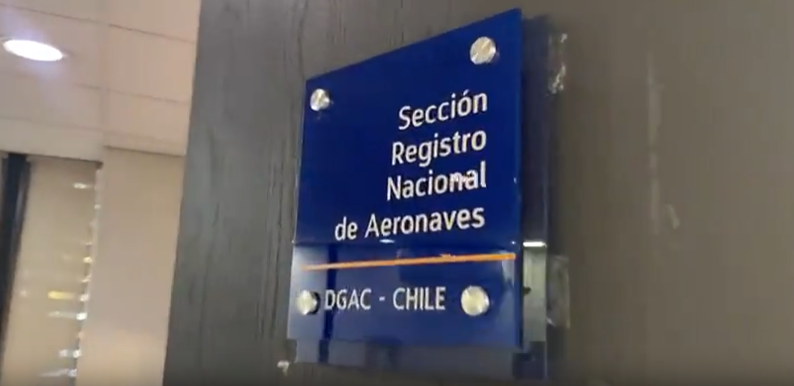 Sección
Registro
Nacional
de Aeronaves
DGAC - CHILE